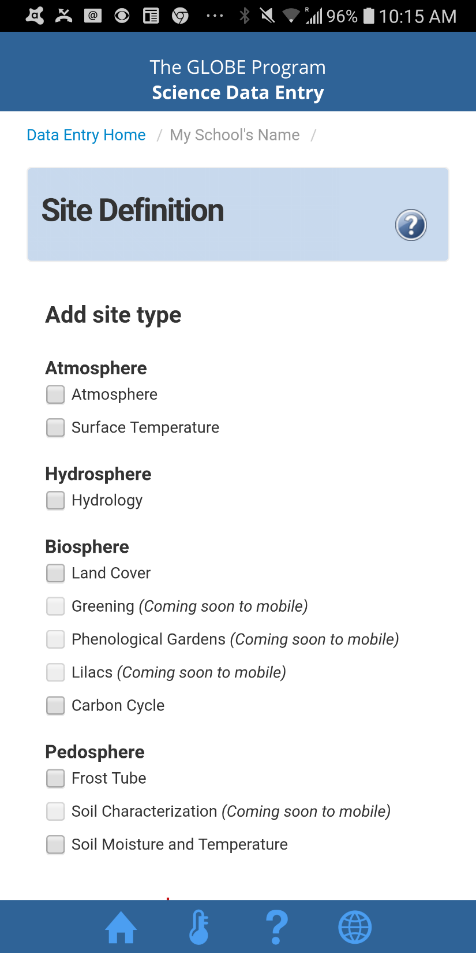 96% 10:15 AM
The GLOBE Program
Science Data Entry
Data Entry Home / My School's Name /
Site Definition
?
Add site type
Atmosphere
Atmosphere
Surface Temperature
Hydrosphere
Hydrology
Biosphere
Land Cover
Greening (Coming soon to mobile)
Phenological Gardens (Coming soon to mobile)
Lilacs (Coming soon to mobile)
Carbon Cycle
Pedosphere
Frost Tube
Soil Characterization (Coming soon to mobile)
Soil Moisture and Temperature
?